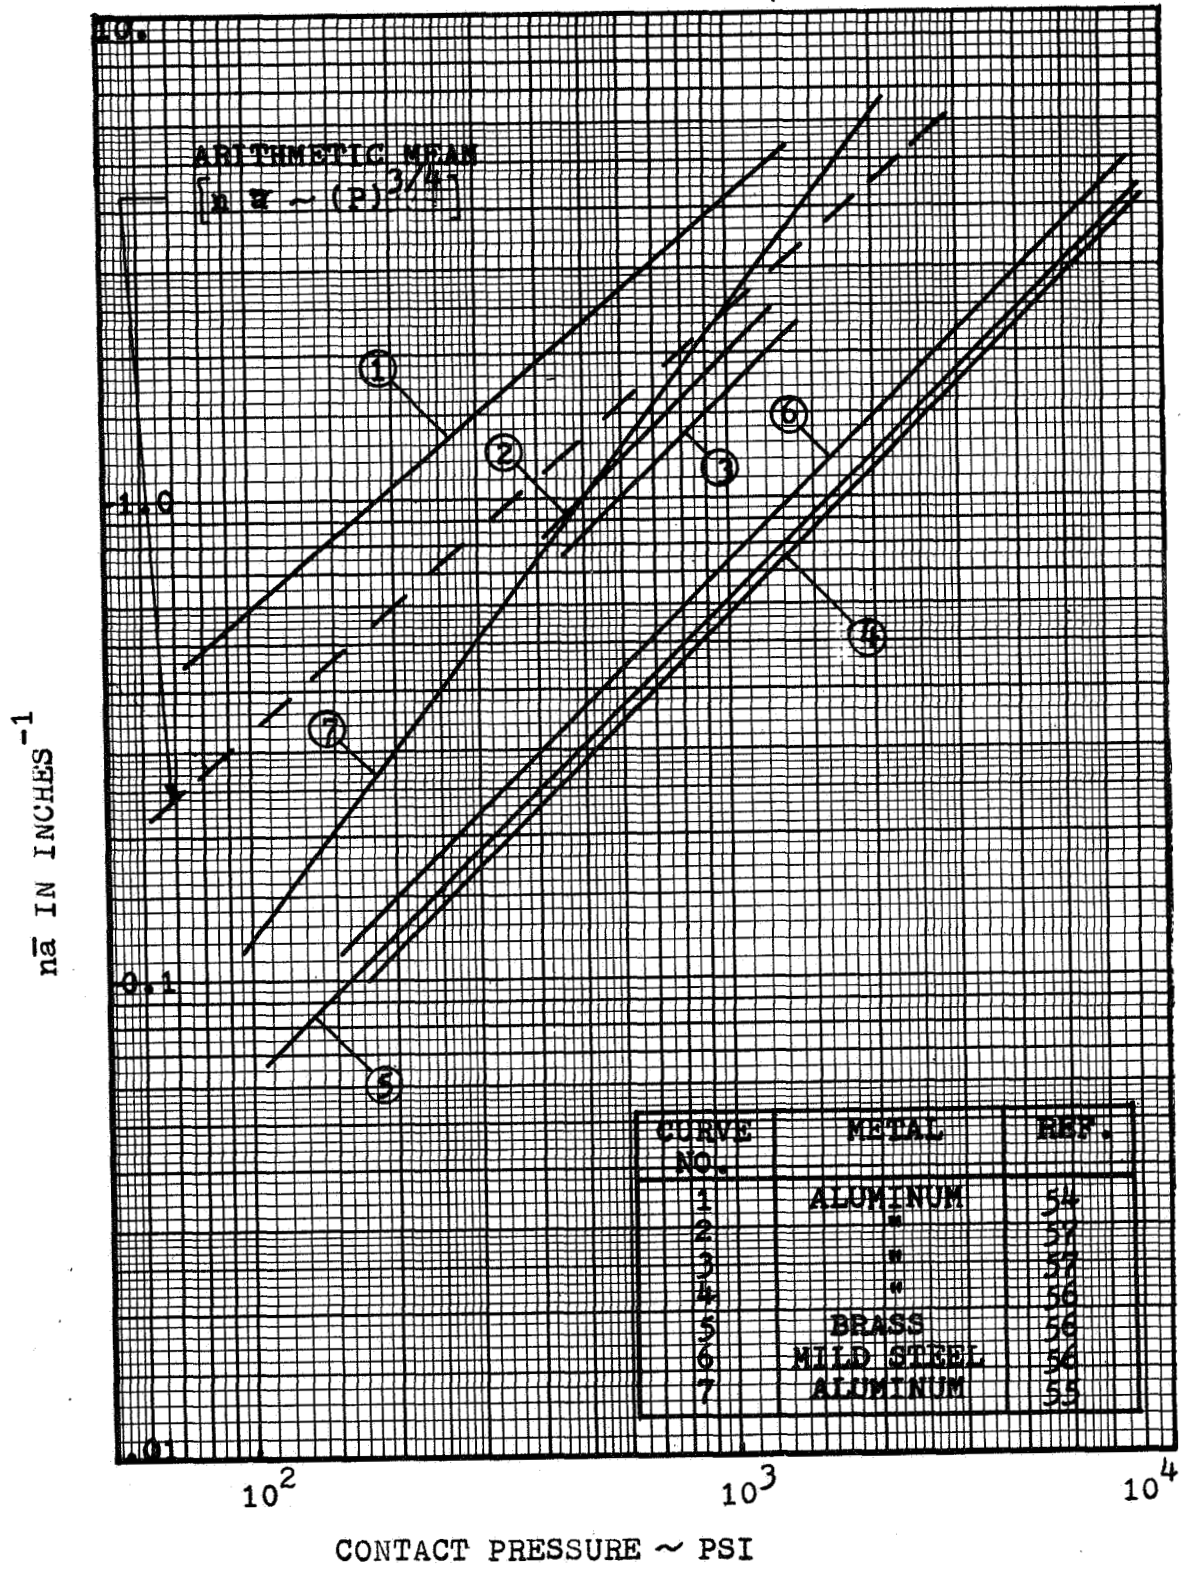 10.
ARITHMETIC MEAN
[n a̅ ~ (P)^3/4]
1
2
3
6
1.0
4
7
na̅ IN INCHES^-1
0.1
5
CURVE NO. METAL REF.
1 ALUMINUM 54
2 " 57
3 " 57
4 " 56
5 BRASS 56
6 MILD STEEL 56
7 ALUMINUM 55
.01
10^2 10^3 10^4
CONTACT PRESSURE ~ PSI